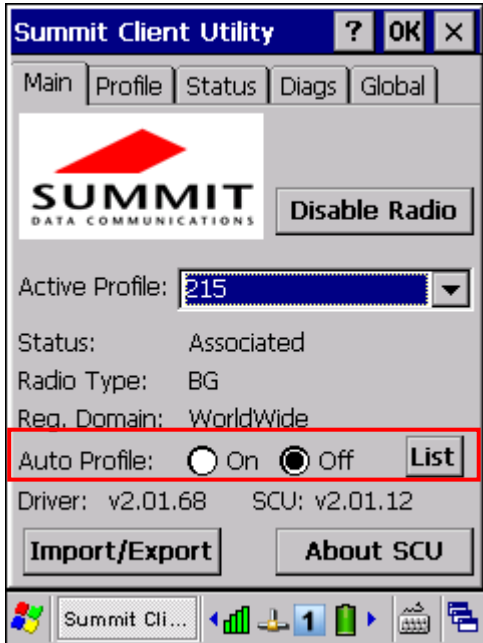 Summit Client Utility ? OK ×
Main Profile Status Diags Global
SUMMIT
DATA COMMUNICATIONS
Disable Radio
Active Profile: 215
Status: Associated
Radio Type: BG
Reg. Domain: WorldWide
Auto Profile: On Off List
Driver: v2.01.68 SCU: v2.01.12
Import/Export About SCU
Summit Cli... 1